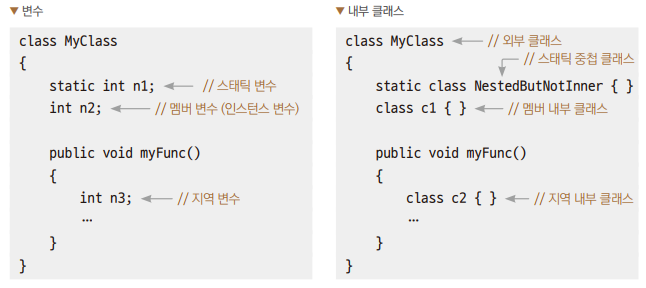 ▼ 변수
class MyClass
{
static int n1; // 스태틱 변수
int n2; // 멤버 변수 (인스턴스 변수)
public void myFunc()
{
int n3; // 지역 변수
…
}
}
▼ 내부 클래스
class MyClass // 외부 클래스
{ // 스태틱 중첩 클래스
static class NestedButNotInner { }
class c1 { } // 멤버 내부 클래스
public void myFunc()
{
class c2 { } // 지역 내부 클래스
…
}
}